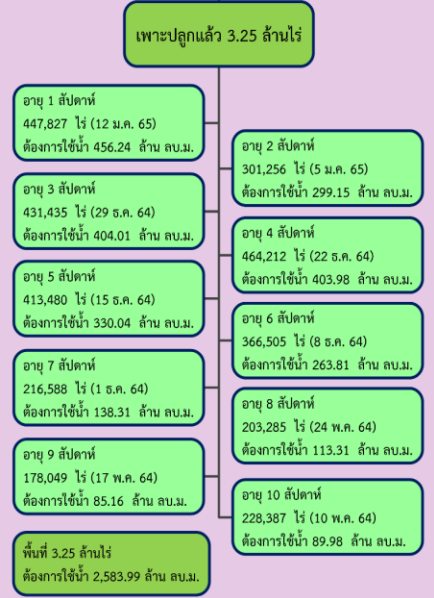 เพาะปลูกแล้ว 3.25 ล้านไร่
อายุ 1 สัปดาห์
447,827 ไร่ (12 ม.ค. 65)
ต้องการใช้น้ำ 456.24 ล้าน ลบ.ม.
อายุ 2 สัปดาห์
301,256 ไร่ (5 ม.ค. 65)
ต้องการใช้น้ำ 299.15 ล้าน ลบ.ม.
อายุ 3 สัปดาห์
431,435 ไร่ (29 ธ.ค. 64)
ต้องการใช้น้ำ 404.01 ล้าน ลบ.ม.
อายุ 4 สัปดาห์
464,212 ไร่ (22 ธ.ค. 64)
ต้องการใช้น้ำ 403.98 ล้าน ลบ.ม.
อายุ 5 สัปดาห์
413,480 ไร่ (15 ธ.ค. 64)
ต้องการใช้น้ำ 330.04 ล้าน ลบ.ม.
อายุ 6 สัปดาห์
366,505 ไร่ (8 ธ.ค. 64)
ต้องการใช้น้ำ 263.81 ล้าน ลบ.ม.
อายุ 7 สัปดาห์
216,588 ไร่ (1 ธ.ค. 64)
ต้องการใช้น้ำ 138.31 ล้าน ลบ.ม.
อายุ 8 สัปดาห์
203,285 ไร่ (24 พ.ค. 64)
ต้องการใช้น้ำ 113.31 ล้าน ลบ.ม.
อายุ 9 สัปดาห์
178,049 ไร่ (17 พ.ค. 64)
ต้องการใช้น้ำ 85.16 ล้าน ลบ.ม.
อายุ 10 สัปดาห์
228,387 ไร่ (10 พ.ค. 64)
ต้องการใช้น้ำ 89.98 ล้าน ลบ.ม.
พื้นที่ 3.25 ล้านไร่
ต้องการใช้น้ำ 2,583.99 ล้าน ลบ.ม.